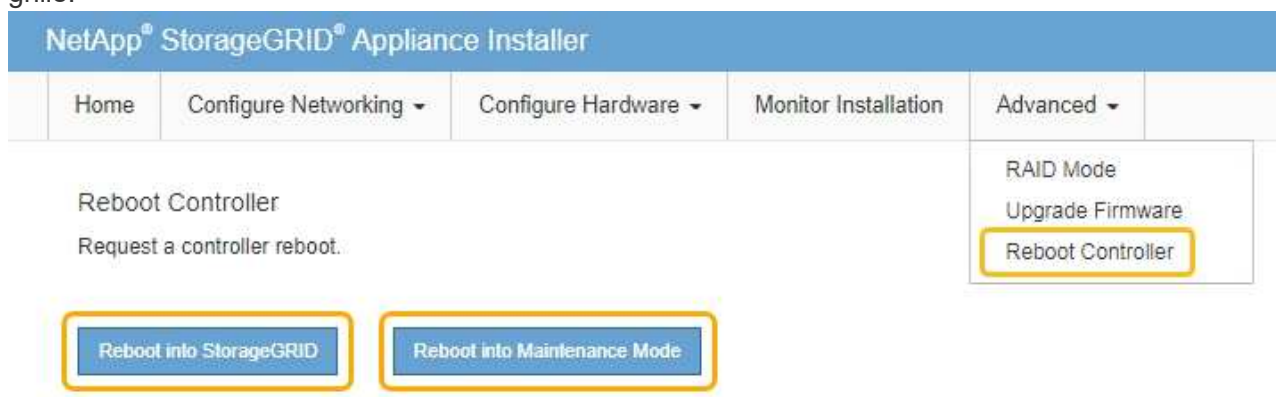 grille.
NetApp® StorageGRID® Appliance Installer
Home Configure Networking Configure Hardware Monitor Installation Advanced
RAID Mode
Upgrade Firmware
Reboot Controller
Reboot Controller
Request a controller reboot.
Reboot into StorageGRID Reboot into Maintenance Mode